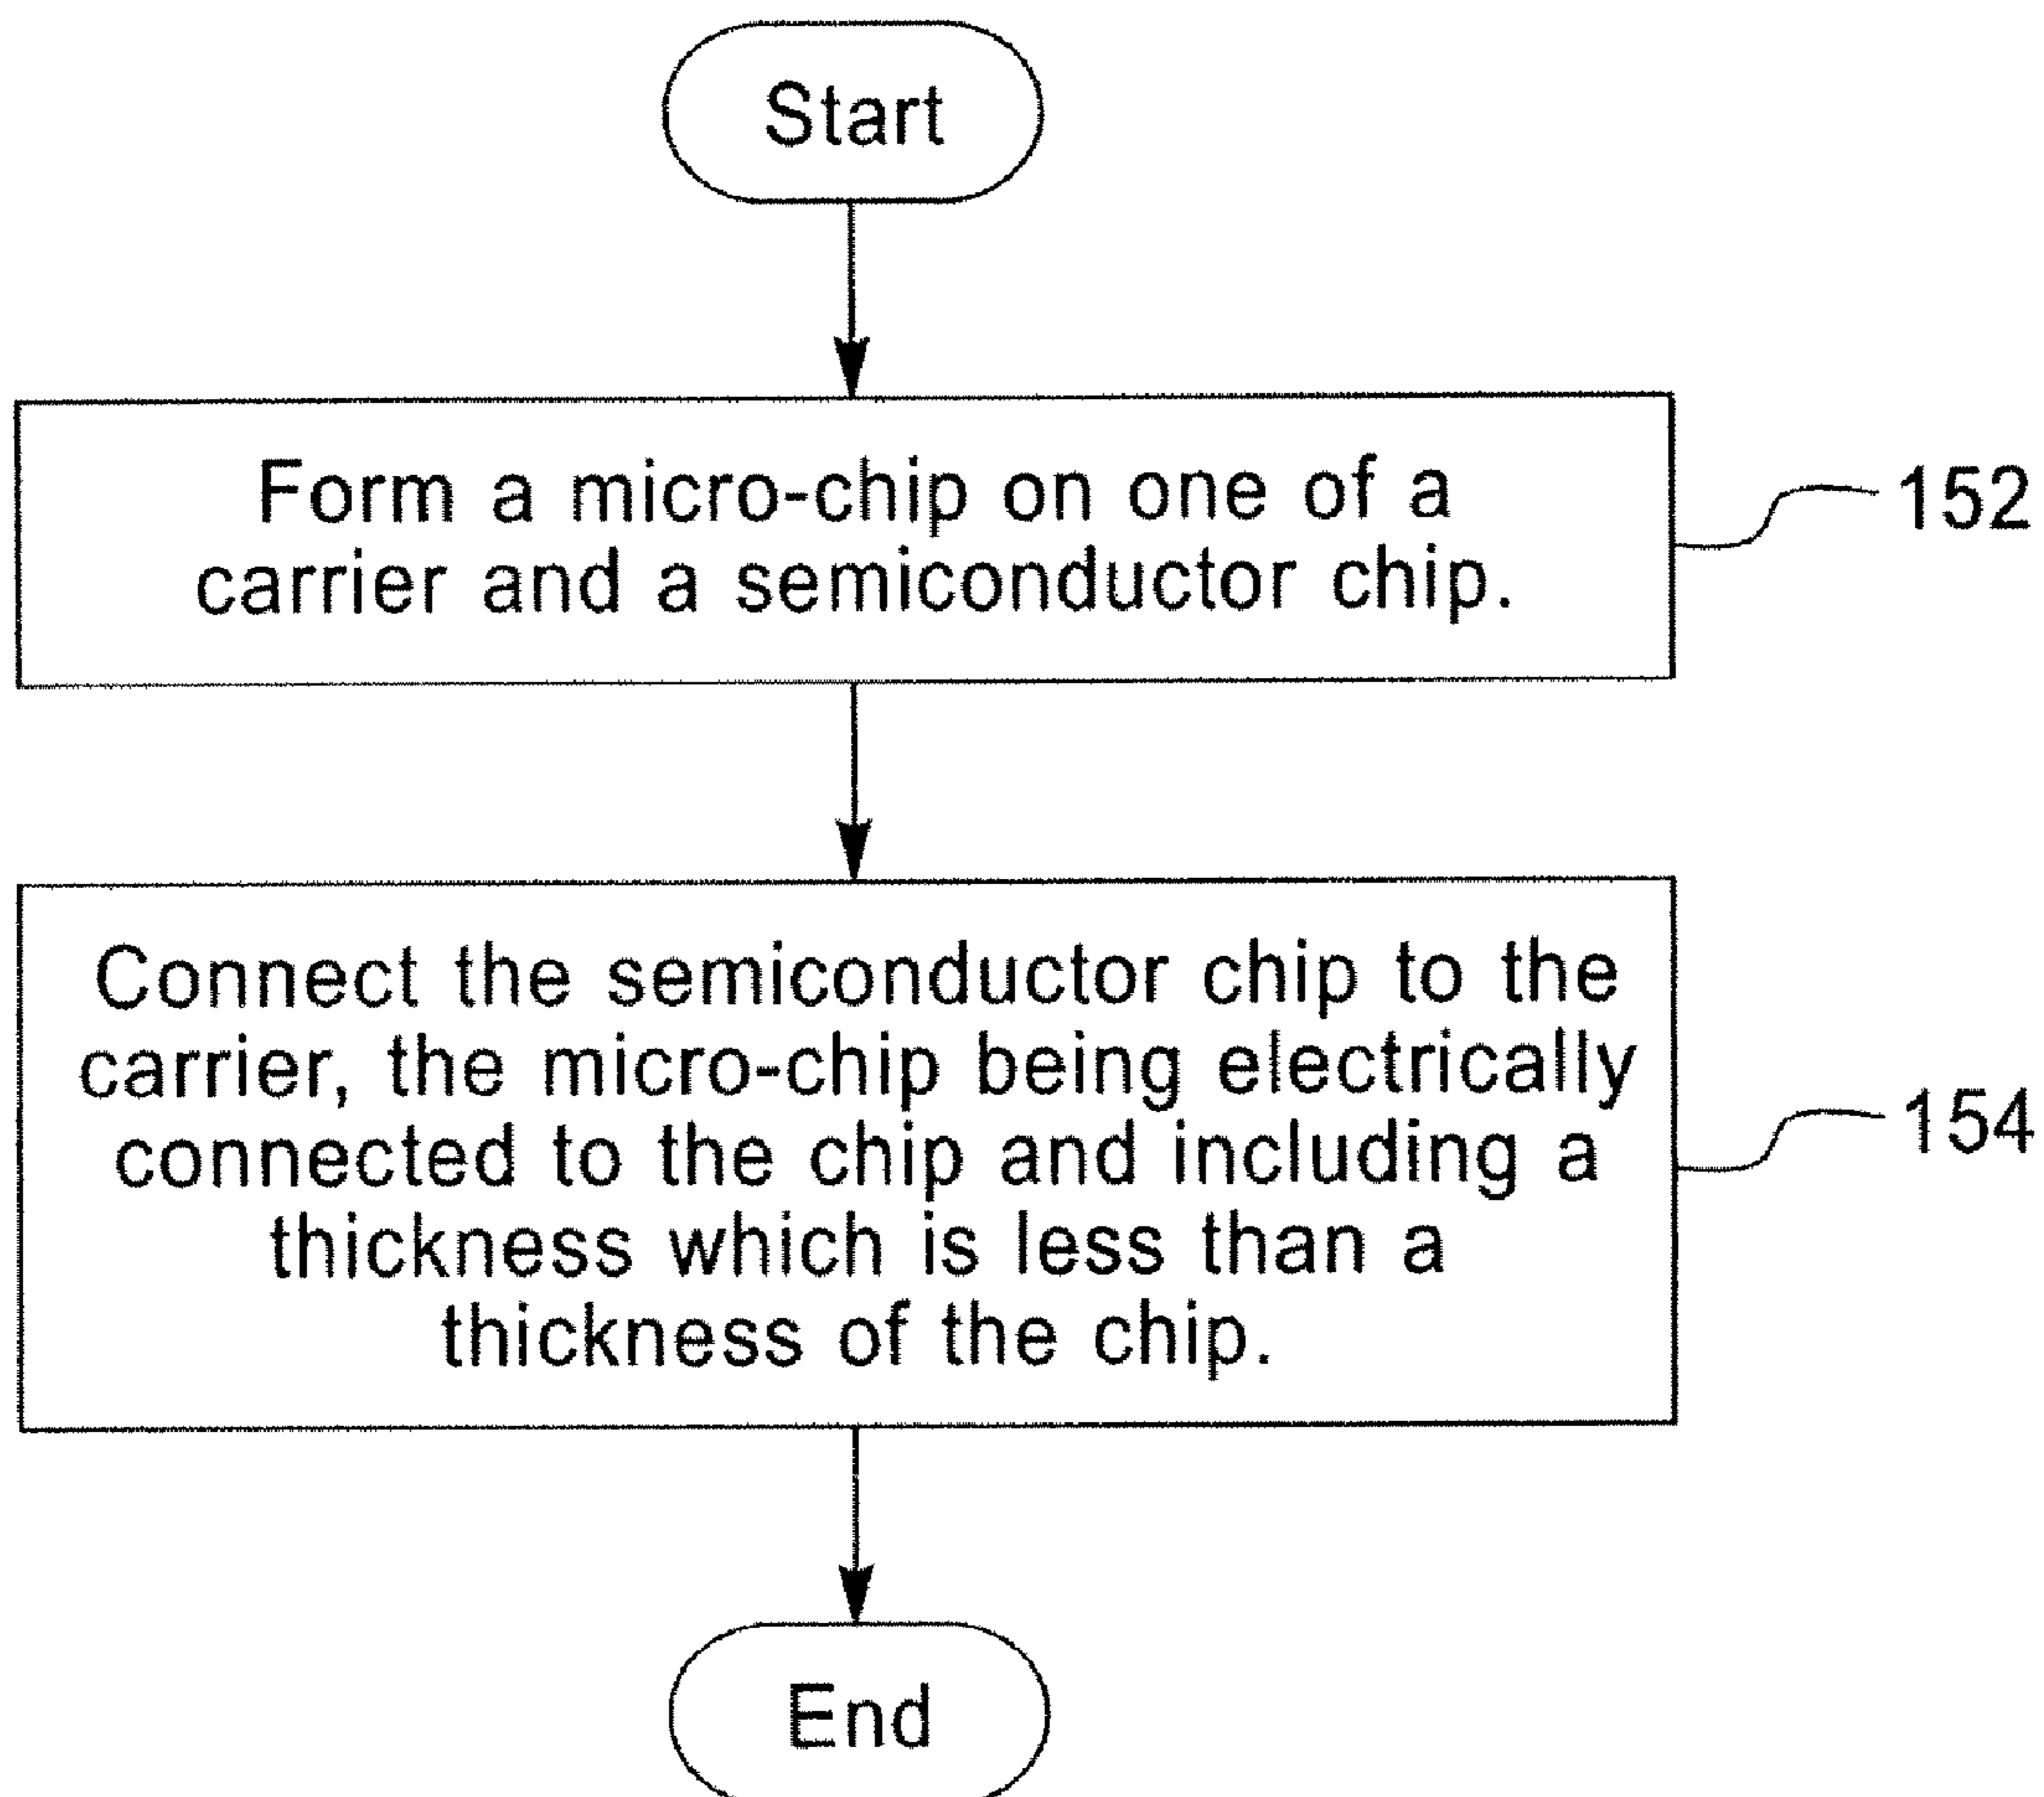 Start
Form a micro-chip on one of a
carrier and a semiconductor chip.
152
Connect the semiconductor chip to the
carrier, the micro-chip being electrically
connected to the chip and including a
thickness which is less than a
thickness of the chip.
154
End